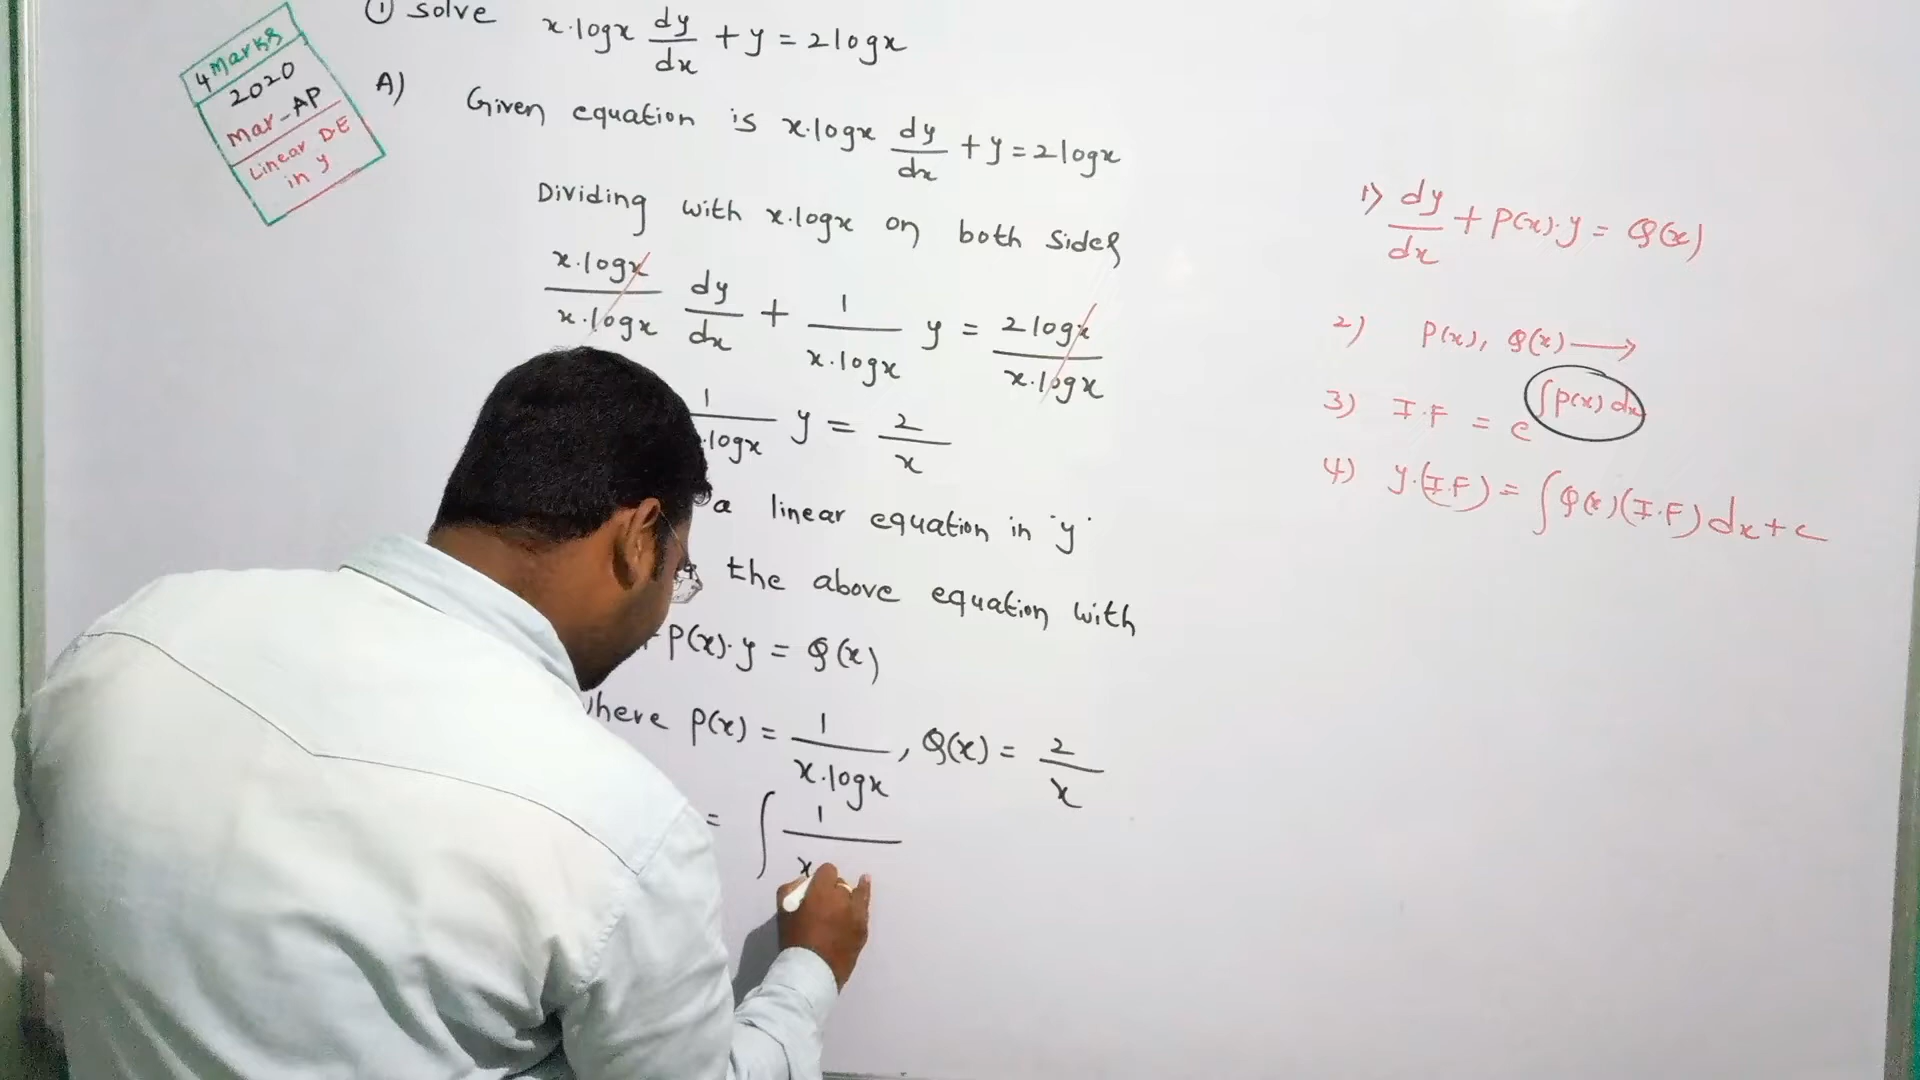 ① solve x·logx dy/dx + y = 2logx
4 Marks
2020
Mar-AP
Linear D.E
in y
A) Given equation is x·logx dy/dx + y = 2logx
Dividing with x·logx on both sides
x·logx/x·logx dy/dx + 1/x·logx y = 2logx/x·logx
1/ logx y = 2/x
a linear equation in 'y'
the above equation with
P(x)·y = Q(x)
here P(x) = 1/x·logx, Q(x) = 2/x
= ∫ 1/x
1) dy/dx + P(x)·y = Q(x)
2) P(x), Q(x) →
3) I.F = e^∫P(x) dx
4) y·(I.F) = ∫Q(x)(I.F)dx + c